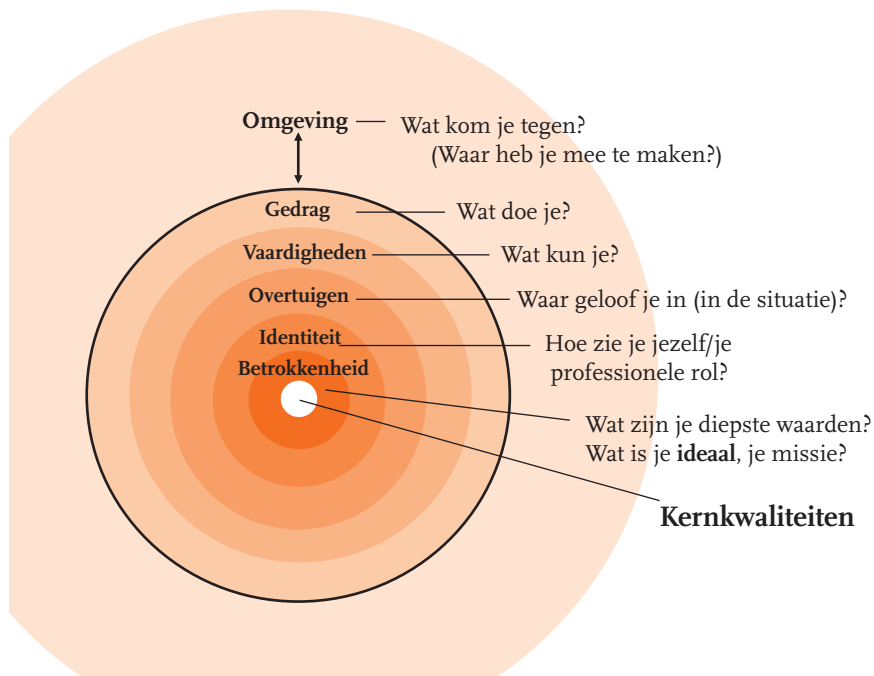 Omgeving
Wat kom je tegen?
(Waar heb je mee te maken?)
Gedrag
Wat doe je?
Vaardigheden
Wat kun je?
Overtuigen
Waar geloof je in (in de situatie)?
Identiteit
Hoe zie je jezelf/je
professionele rol?
Betrokkenheid
Wat zijn je diepste waarden?
Wat is je ideaal, je missie?
Kernkwaliteiten